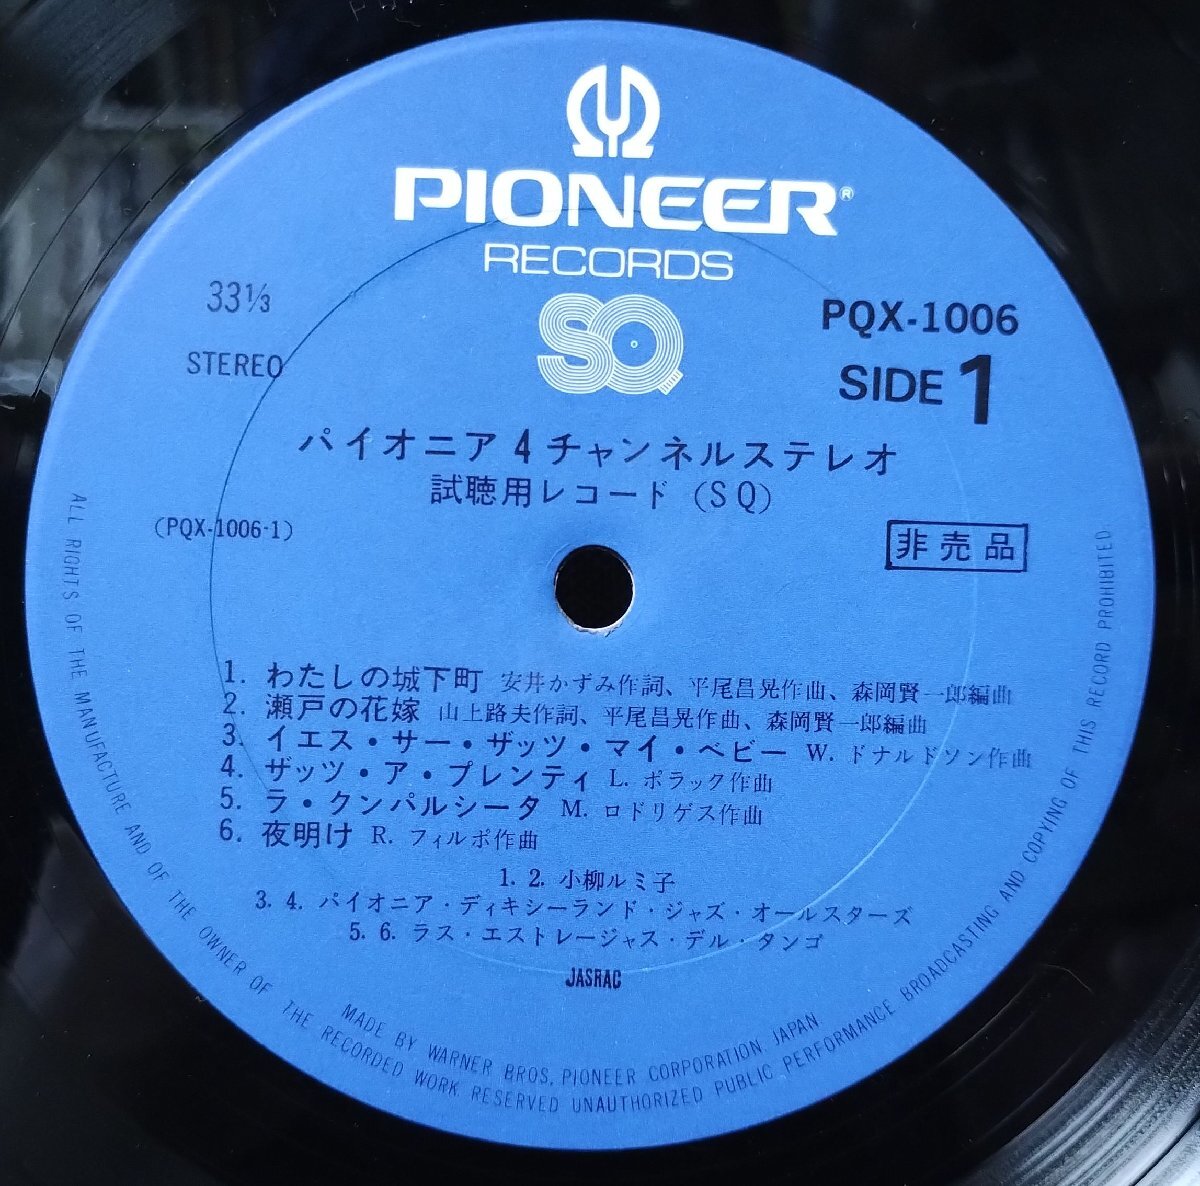 PIONEER®
RECORDS
SQ
33⅓
STEREO
PQX-1006
SIDE 1
パイオニア4チャンネルステレオ
試聴用レコード(SQ)
(PQX-1006-1)
非売品
1. わたしの城下町 安井かずみ作詞、平尾昌晃作曲、森岡賢一郎編曲
2. 瀬戸の花嫁 山上路夫作詞、平尾昌晃作曲、森岡賢一郎編曲
3. イエス・サー・ザッツ・マイ・ベビー W. ドナルドソン作曲
4. ザッツ・ア・プレンティ L. ポラック作曲
5. ラ・クンパルシータ M. ロドリゲス作曲
6. 夜明け R. フィルポ作曲
1. 2. 小柳ルミ子
3. 4. パイオニア・ディキシーランド・ジャズ・オールスターズ
5. 6. ラス・エストレージャス・デル・タンゴ
JASRAC
MADE BY WARNER BROS, PIONEER CORPORATION JAPAN
ALL RIGHTS OF THE MANUFACTURE AND OF THE OWNER OF THE RECORDED WORK RESERVED UNAUTHORIZED PUBLIC PERFORMANCE BROADCASTING AND COPYING OF THIS RECORD PROHIBITED